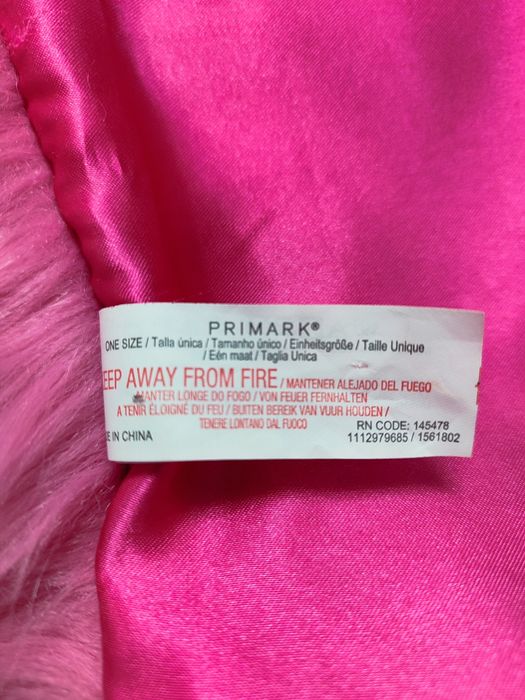 PRIMARK®
ONE SIZE / Talla única / Tamanho único / Einheitsgröße / Taille Unique
/ Eén maat / Taglia Unica
EEP AWAY FROM FIRE / MANTENER ALEJADO DEL FUEGO
MANTER LONGE DO FOGO / VON FEUER FERNHALTEN
A TENIR ÉLOIGNÉ DU FEU / BUITEN BEREIK VAN VUUR HOUDEN /
TENERE LONTANO DAL FUOCO
RN CODE: 145478
E IN CHINA
1112979685 / 1561802